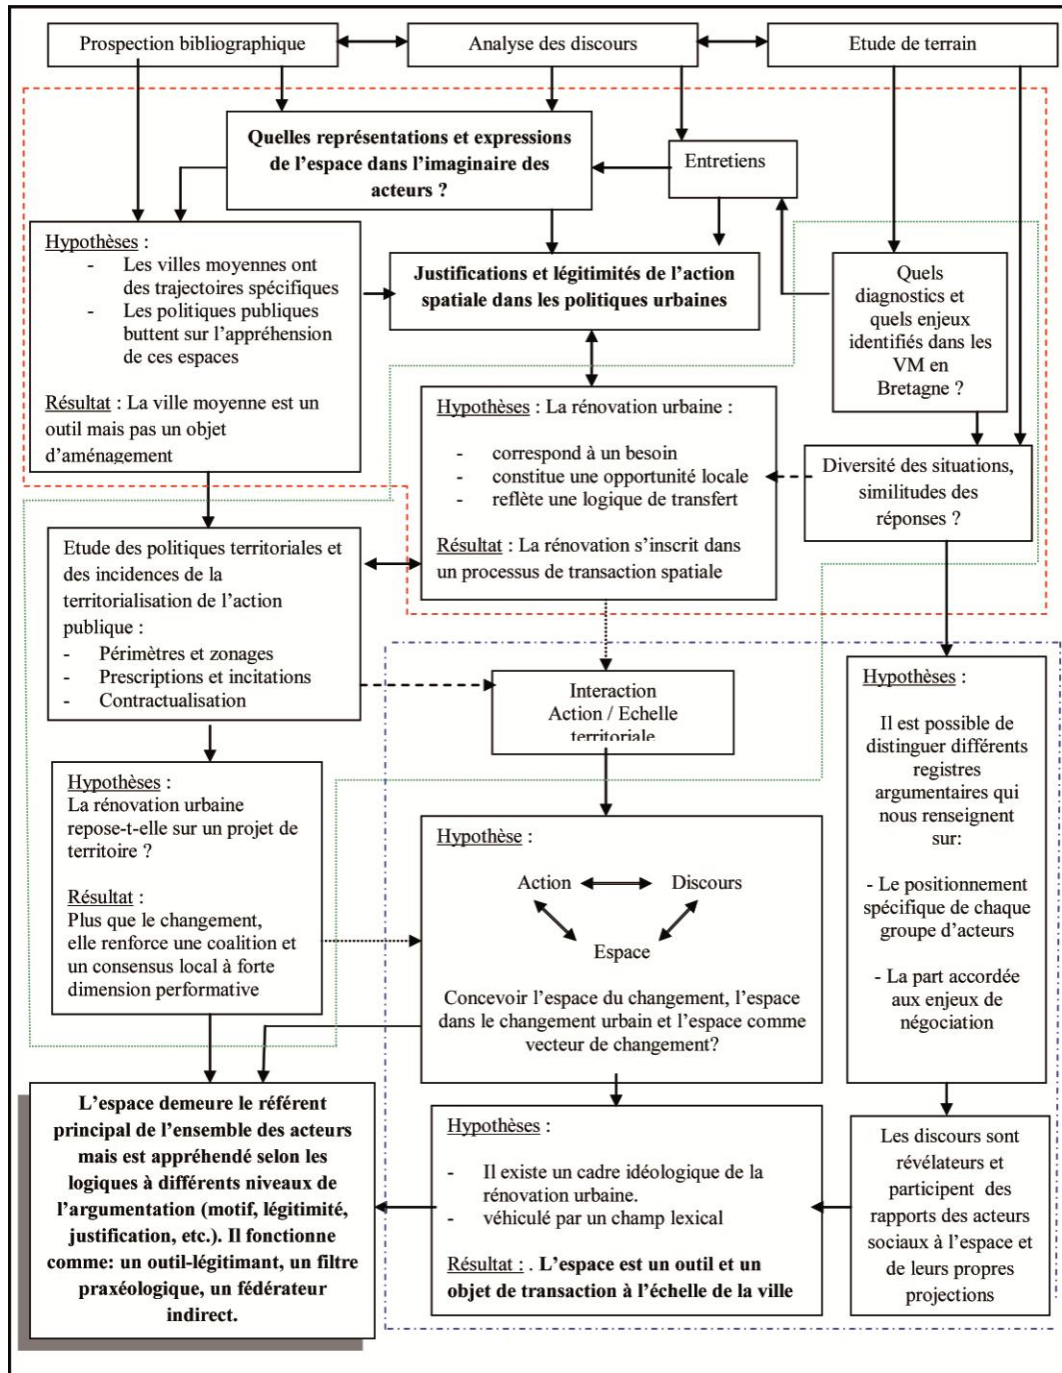 Prospection bibliographique
Analyse des discours
Etude de terrain
Quelles représentations et expressions
de l'espace dans l'imaginaire des
acteurs ?
Entretiens
Hypothèses :
- Les villes moyennes ont
des trajectoires spécifiques
- Les politiques publiques
buttent sur l'appréhension
de ces espaces
Résultat : La ville moyenne est un
outil mais pas un objet
d'aménagement
Justifications et légitimités de l'action
spatiale dans les politiques urbaines
Quels
diagnostics et
quels enjeux
identifiés dans les
VM en
Bretagne ?
Hypothèses : La rénovation urbaine :
- correspond à un besoin
- constitue une opportunité locale
- reflète une logique de transfert
Résultat : La rénovation s'inscrit dans
un processus de transaction spatiale
Diversité des situations,
similitudes des
réponses ?
Etude des politiques territoriales et
des incidences de la
territorialisation de l'action
publique :
- Périmètres et zonages
- Prescriptions et incitations
- Contractualisation
Interaction
Action / Echelle
territoriale
Hypothèses :
Il est possible de
distinguer différents
registres
argumentaires qui
nous renseignent
sur:
- Le positionnement
spécifique de chaque
groupe d'acteurs
- La part accordée
aux enjeux de
négociation
Hypothèses :
La rénovation urbaine
repose-t-elle sur un projet de
territoire ?
Résultat :
Plus que le changement,
elle renforce une coalition et
un consensus local à forte
dimension performative
Hypothèse :
Action
Discours
Espace
Concevoir l'espace du changement, l'espace
dans le changement urbain et l'espace comme
vecteur de changement?
L'espace demeure le référent
principal de l'ensemble des acteurs
mais est appréhendé selon les
logiques à différents niveaux de
l'argumentation (motif, légitimité,
justification, etc.). Il fonctionne
comme: un outil-légitimant, un filtre
praxéologique, un fédérateur
indirect.
Hypothèses :
- Il existe un cadre idéologique de la
rénovation urbaine.
- véhiculé par un champ lexical
Résultat : . L'espace est un outil et un
objet de transaction à l'échelle de la ville
Les discours sont
révélateurs et
participent des
rapports des acteurs
sociaux à l'espace et
de leurs propres
projections